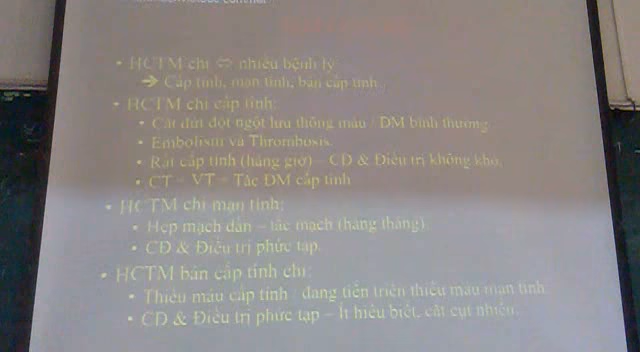 • HCTM chi ⇔ nhiều bệnh lý
➔ Cấp tính, mạn tính, bán cấp tính
• HCTM chi cấp tính:
• Cắt đứt đột ngột lưu thông máu / ĐM bình thường
• Embolism và Thrombosis.
• Rất cấp tính (hàng giờ) – CĐ & Điều trị không khó.
• CT – VT – Tắc ĐM cấp tính
• HCTM chi mạn tính:
• Hẹp mạch dần – tắc mạch (hàng tháng).
• CĐ & Điều trị phức tạp.
• HCTM bán cấp tính chi:
• Thiếu máu cấp tính / đang tiến triển thiếu máu mạn tính.
• CĐ & Điều trị phức tạp – Ít hiểu biết, cắt cụt nhiều.